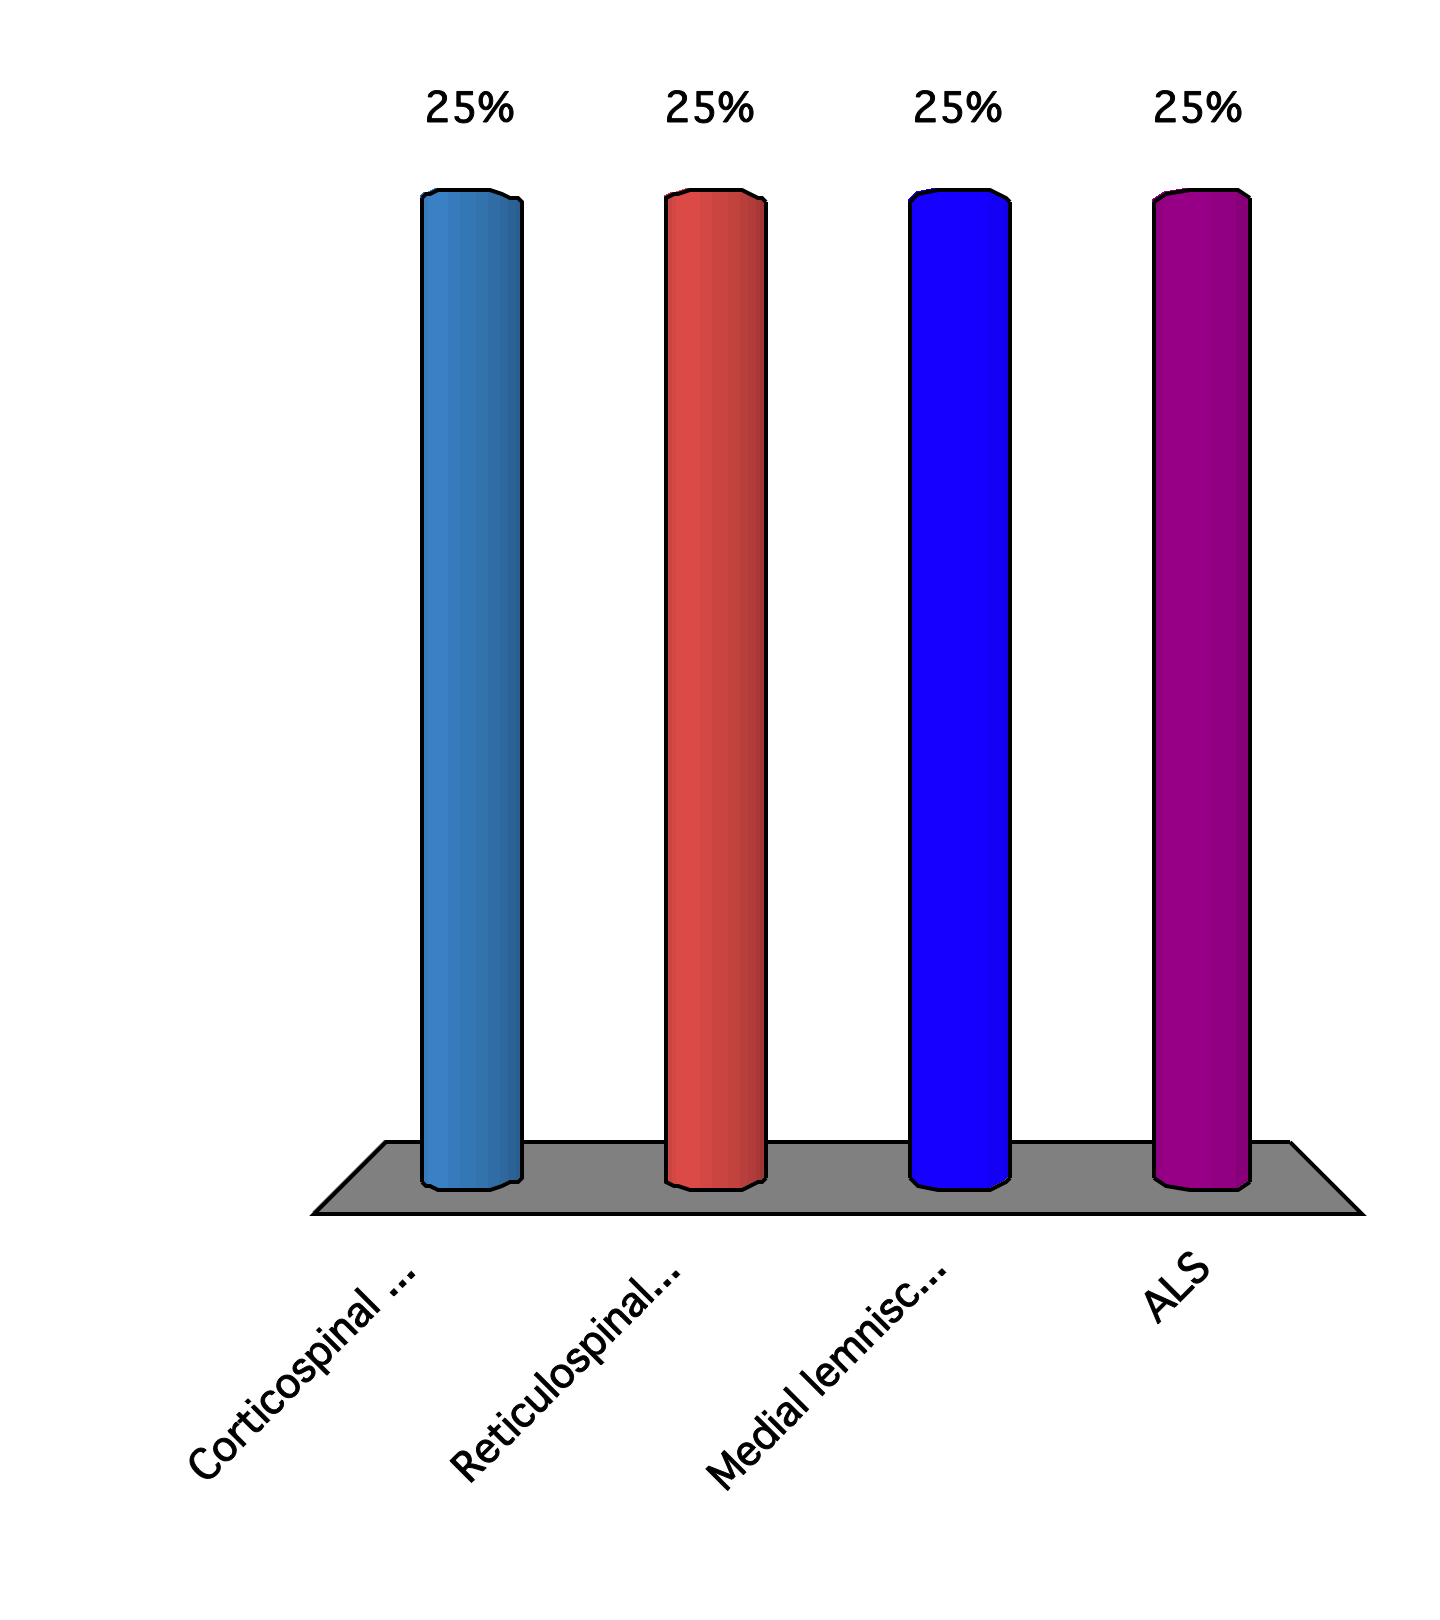 25%
25%
25%
25%
Corticospinal ...
Reticulospinal...
Medial lemnisc...
ALS